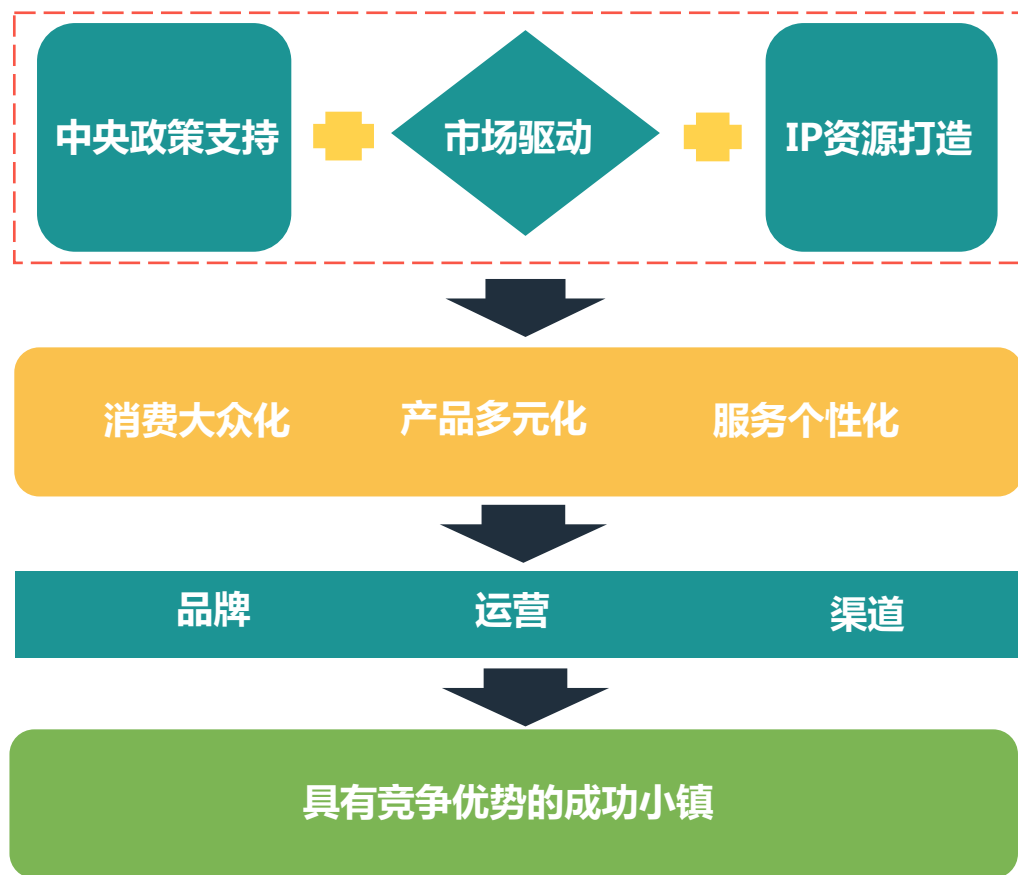 中央政策支持
市场驱动
IP资源打造
消费大众化
产品多元化
服务个性化
品牌
运营
渠道
具有竞争优势的成功小镇